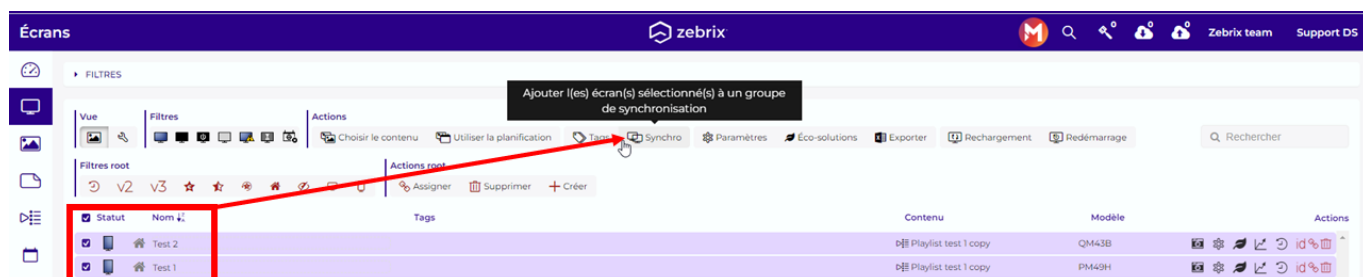 Écrans
zebrix
Zebrix team
Support DS
FILTRES
Ajouter l(es) écran(s) sélectionné(s) à un groupe
de synchronisation
Vue
Filtres
Actions
Choisir le contenu
Utiliser la planification
Tags
Synchro
Paramètres
Éco-solutions
Exporter
Rechargement
Redémarrage
Rechercher
Filtres root
Actions root
v2
v3
Assigner
Supprimer
Créer
Statut
Nom
Tags
Contenu
Modèle
Actions
Test 2
Playlist test 1 copy
QM43B
id
Test 1
Playlist test 1 copy
PM49H
id